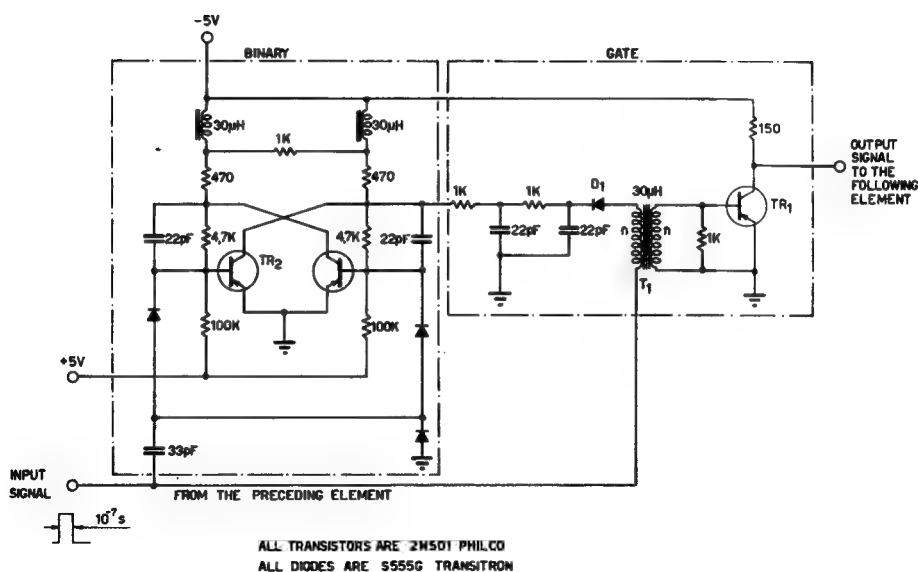 -5V
BINARY
GATE
30µH
30µH
1K
150
470
470
OUTPUT
SIGNAL
TO THE
FOLLOWING
ELEMENT
1K
1K
D1
30µH
TR1
22pF
4,7K
4,7K
22pF
22pF
22pF
n
n
1K
TR2
T1
100K
100K
+5V
33pF
INPUT
SIGNAL
FROM THE PRECEDING ELEMENT
10⁻⁷s
ALL TRANSISTORS ARE 2N501 PHILCO
ALL DIODES ARE S555G TRANSITRON